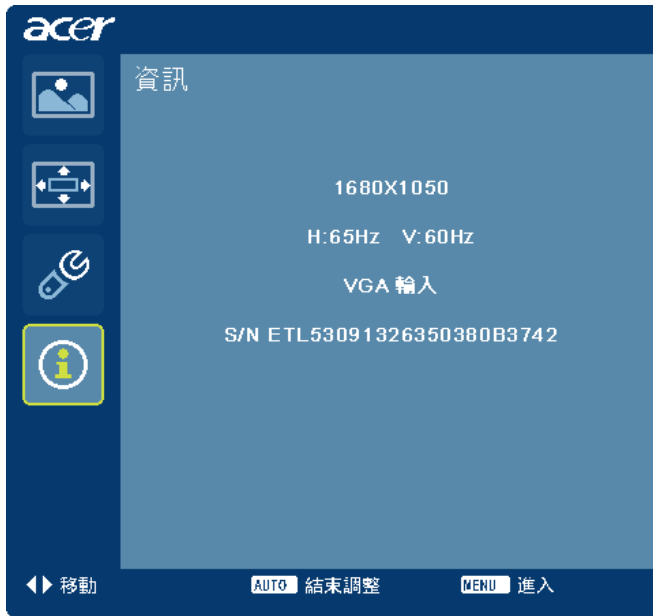 acer
資訊
1680X1050
H:65Hz V:60Hz
VGA 輸入
S/N ETL53091326350380B3742
移動 AUTO 結束調整 MENU 進入